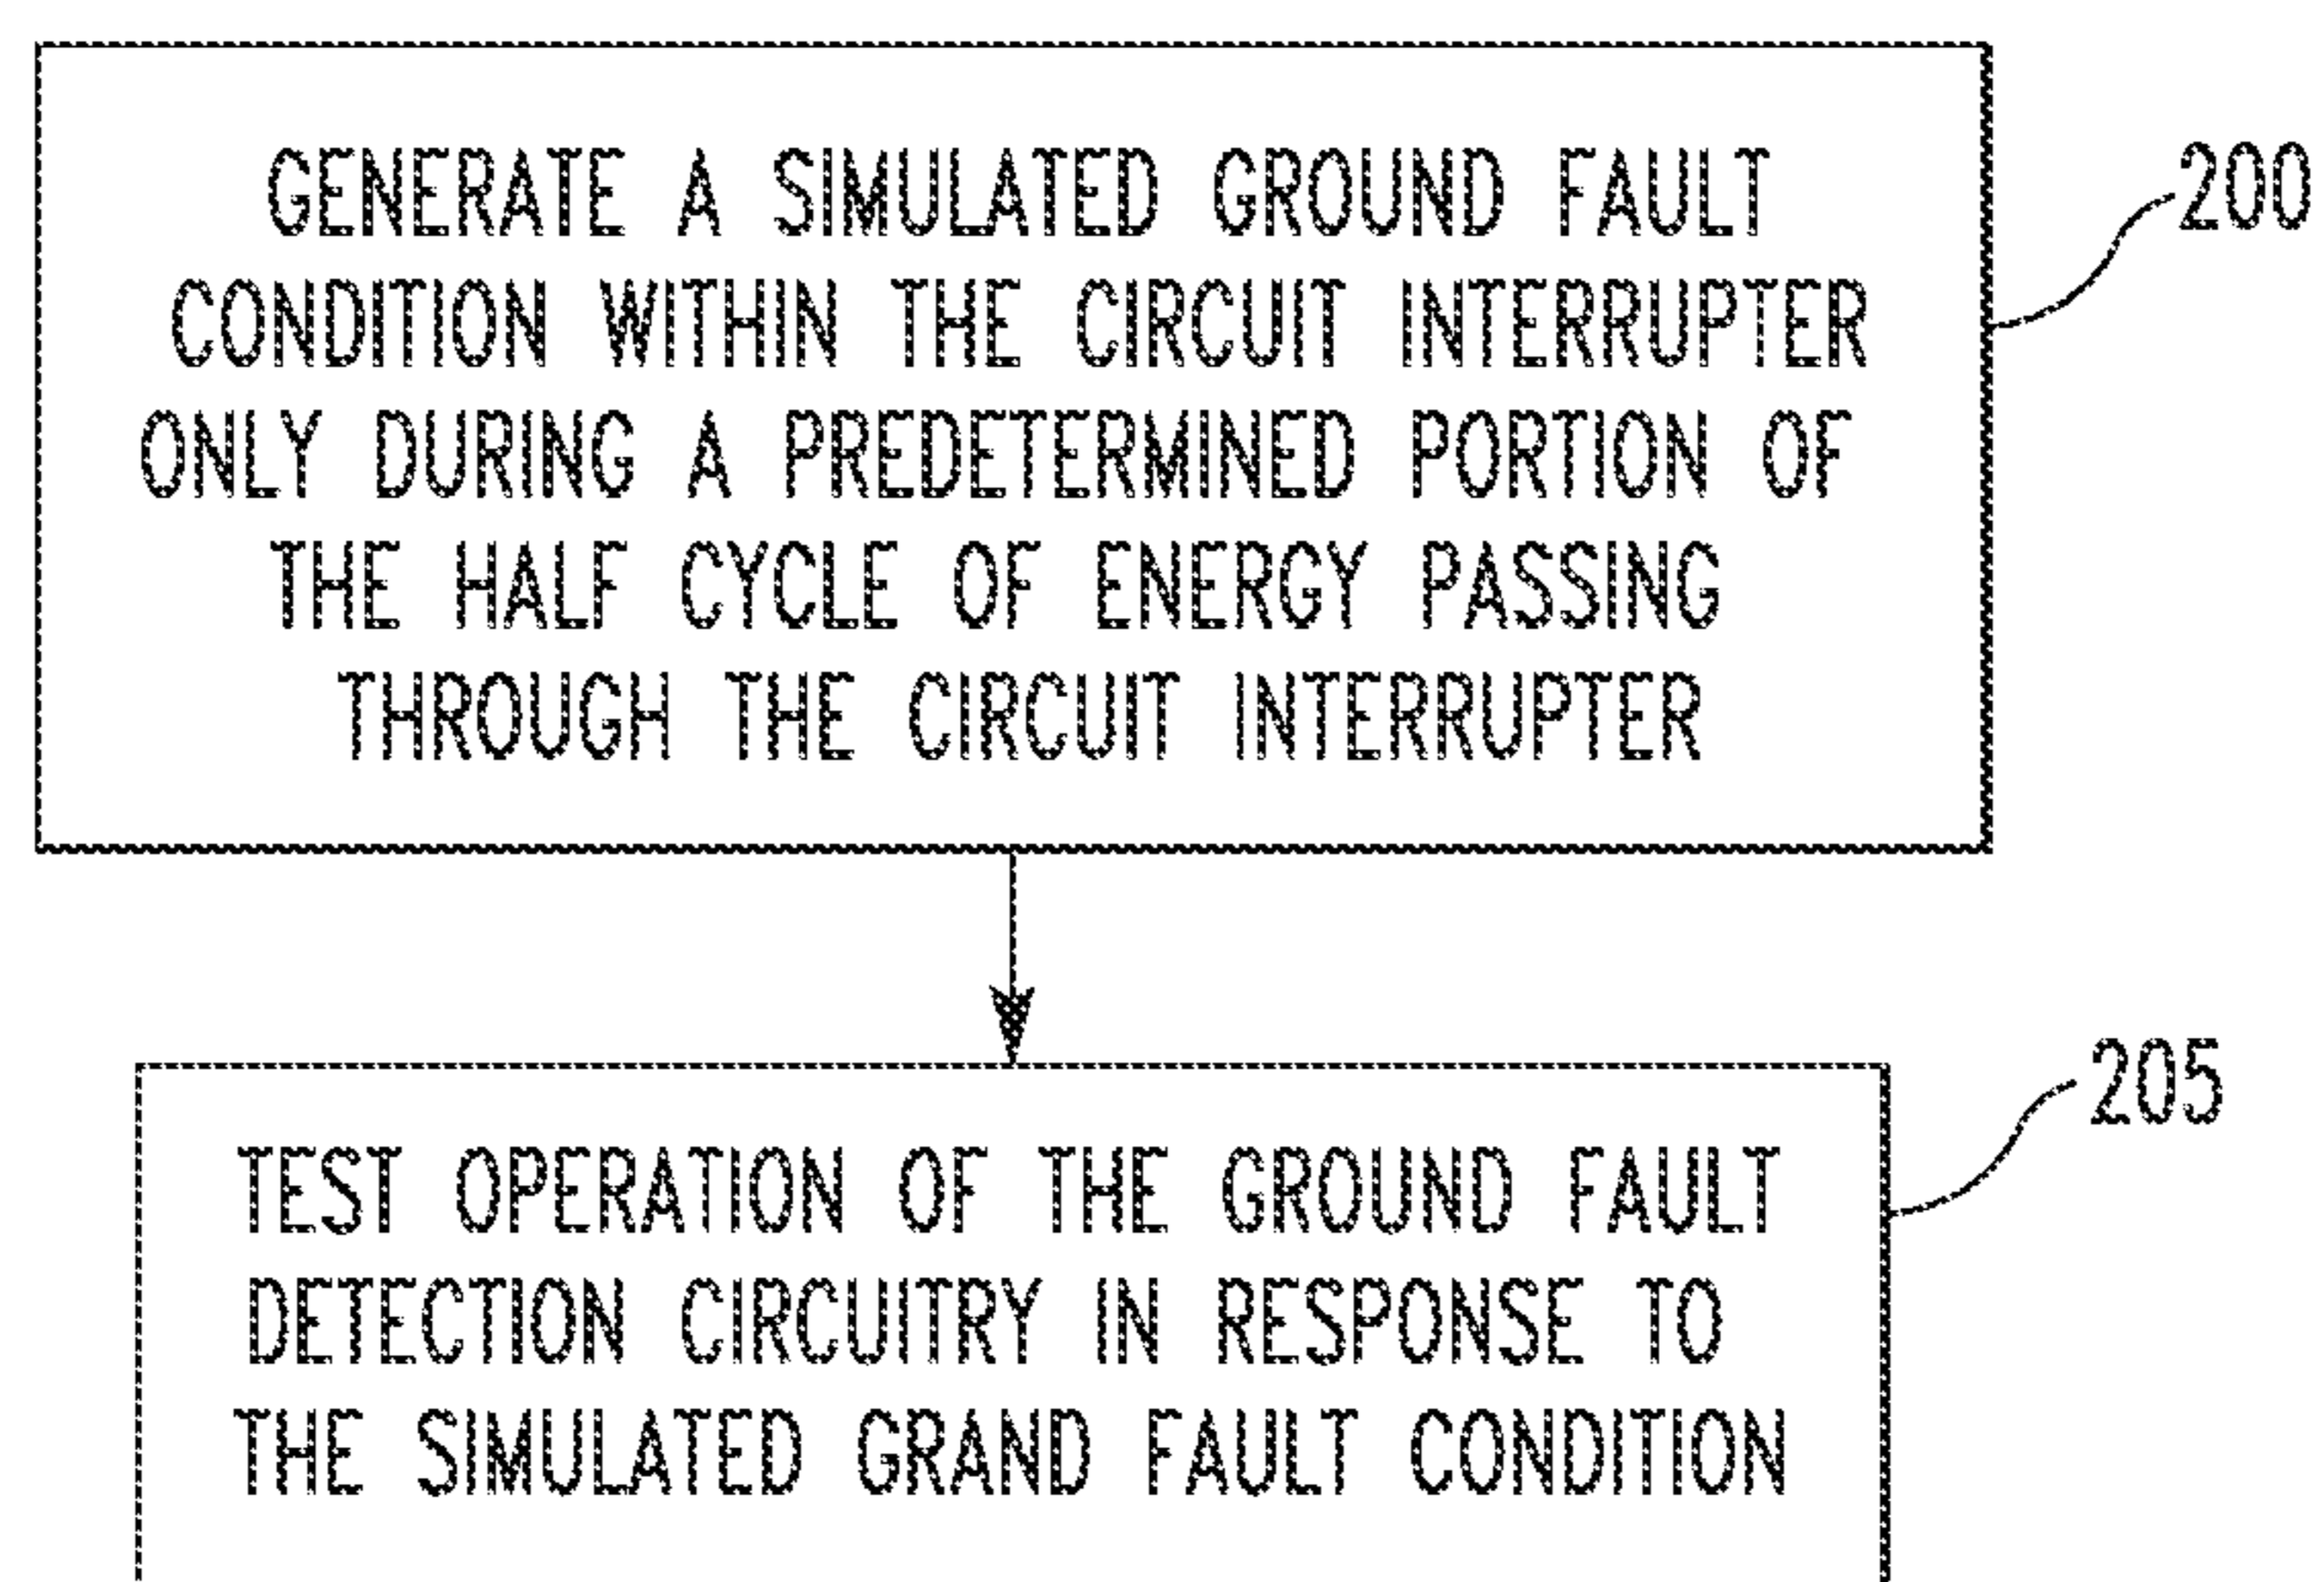 GENERATE A SIMULATED GROUND FAULT
CONDITION WITHIN THE CIRCUIT INTERRUPTER
ONLY DURING A PREDETERMINED PORTION OF
THE HALF CYCLE OF ENERGY PASSING
THROUGH THE CIRCUIT INTERRUPTER
200
TEST OPERATION OF THE GROUND FAULT
DETECTION CIRCUITRY IN RESPONSE TO
THE SIMULATED GRAND FAULT CONDITION
205